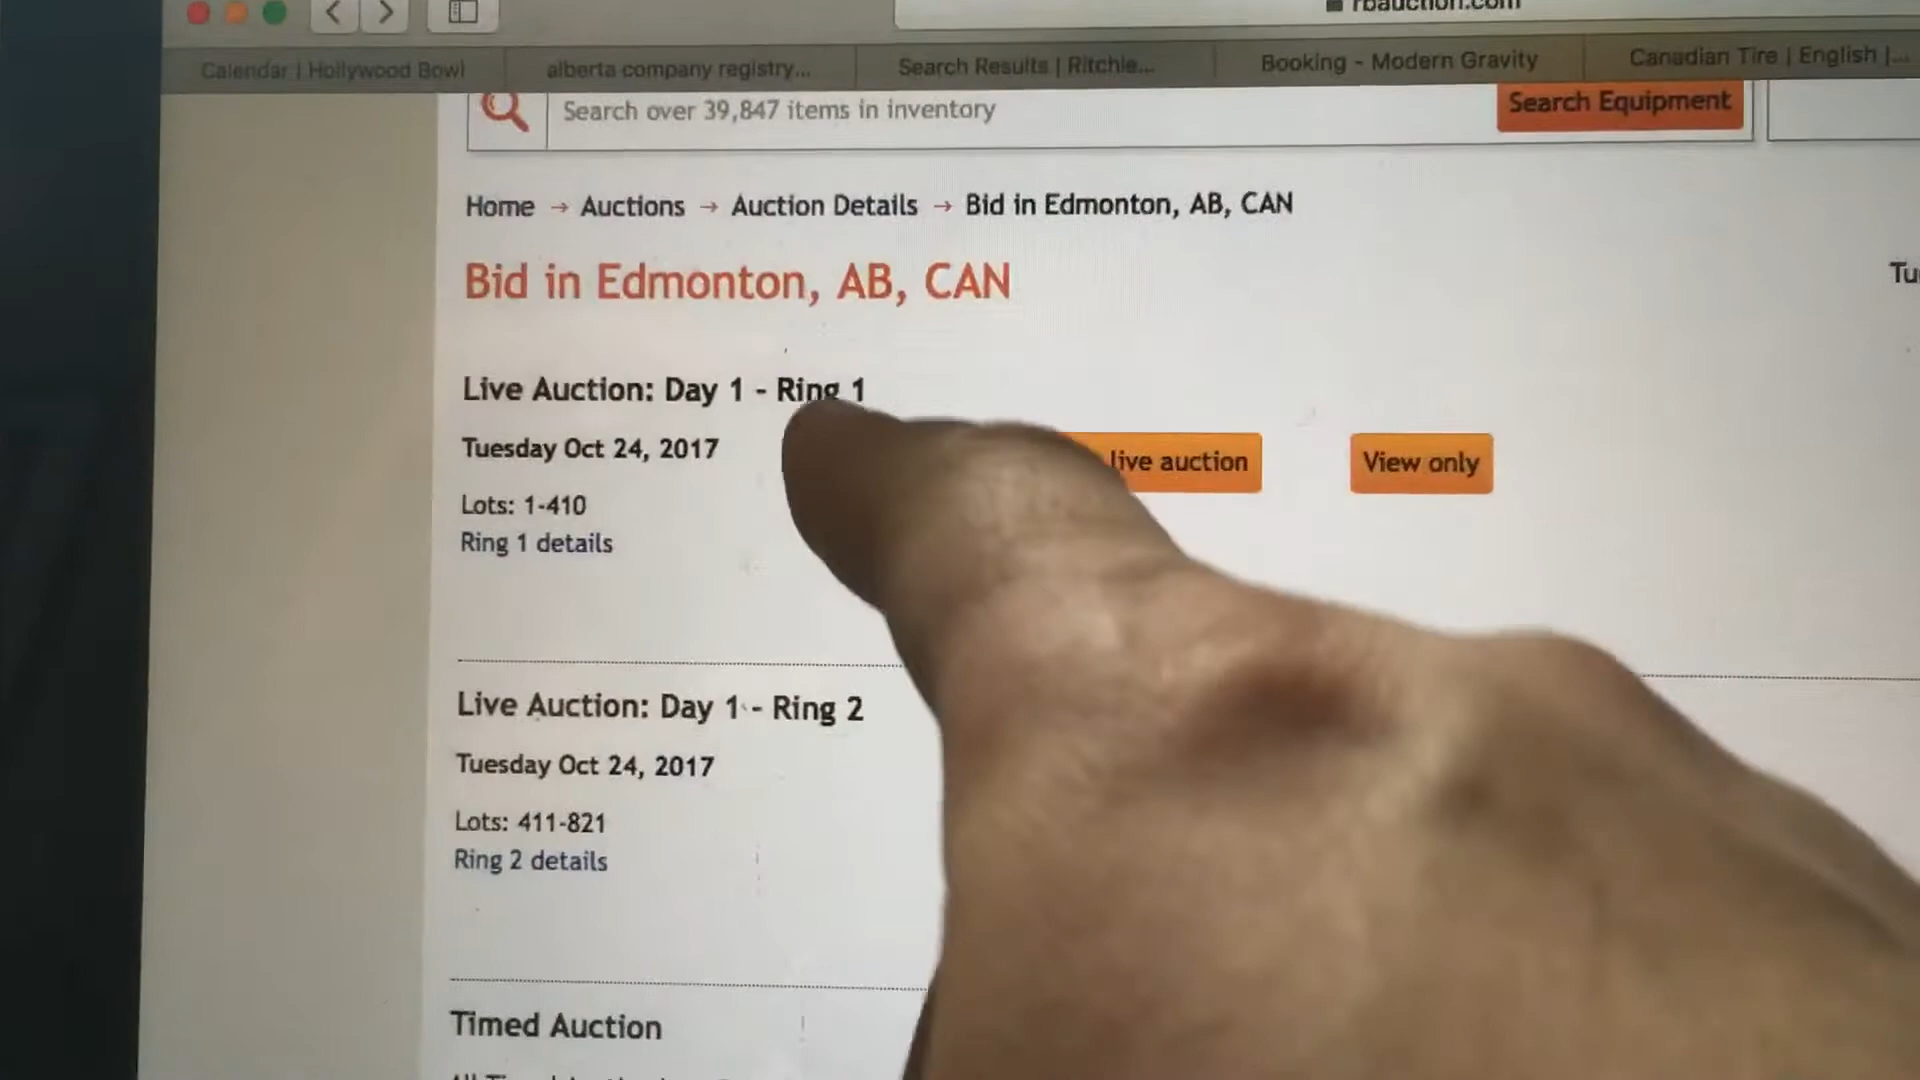 rbauction.com
Calendar | Hollywood Bowl
alberta company registry...
Search Results | Ritchie...
Booking - Modern Gravity
Canadian Tire | English |...
Search over 39,847 items in inventory
Search Equipment
Home → Auctions → Auction Details → Bid in Edmonton, AB, CAN
Bid in Edmonton, AB, CAN
Live Auction: Day 1 - Ring 1
Tuesday Oct 24, 2017
live auction
View only
Lots: 1-410
Ring 1 details
Live Auction: Day 1 - Ring 2
Tuesday Oct 24, 2017
Lots: 411-821
Ring 2 details
Timed Auction